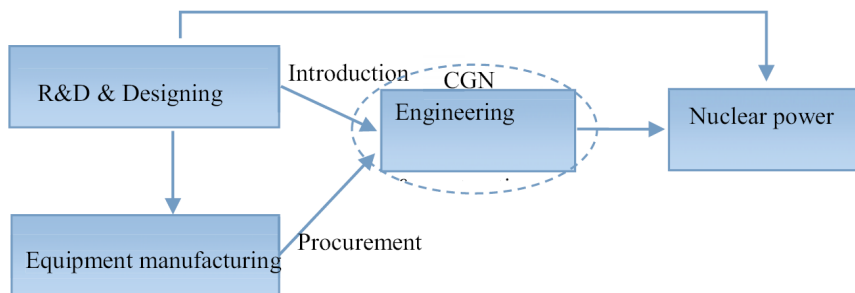 Introduction
CGN
R&D & Designing
Engineering
Nuclear power
Procurement
Equipment manufacturing